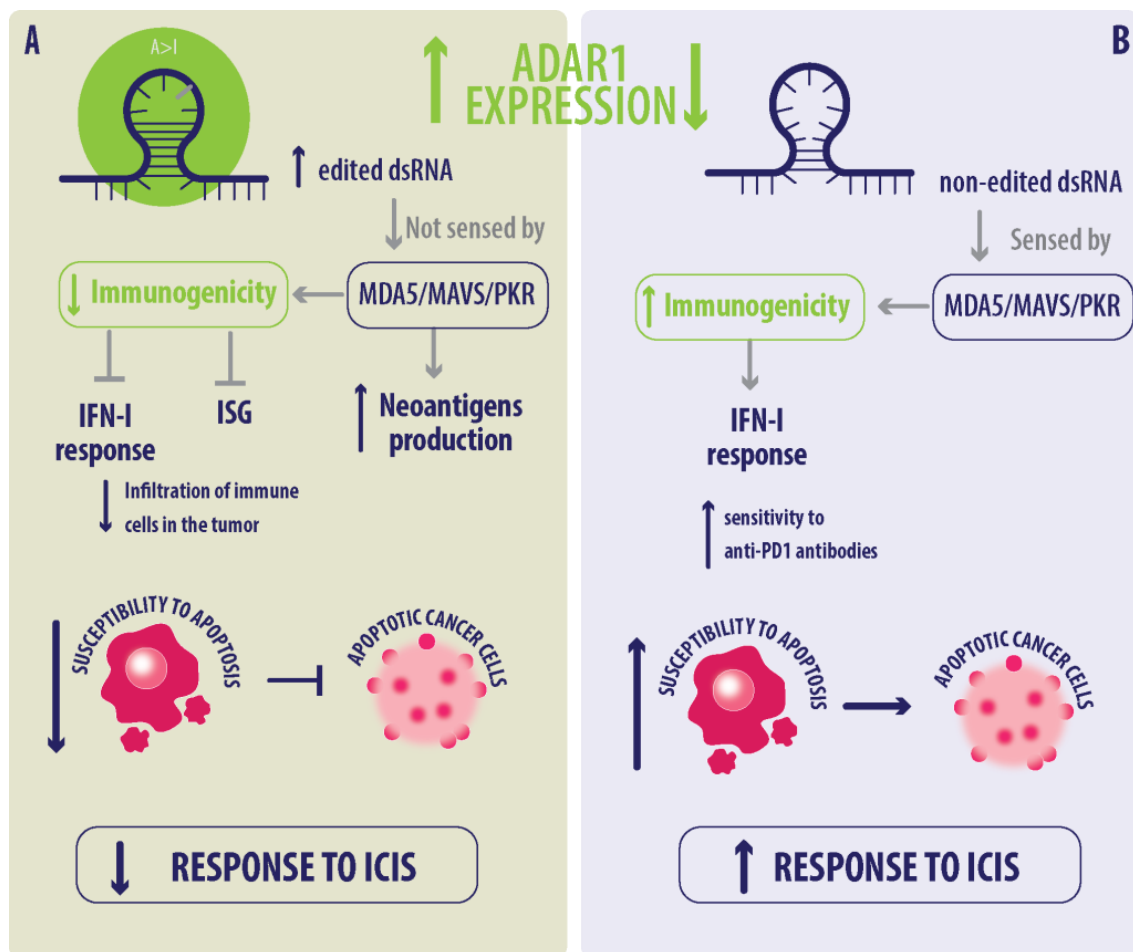 A
B
ADAR1
EXPRESSION
A>I
edited dsRNA
Not sensed by
MDA5/MAVS/PKR
Immunogenicity
IFN-I
response
ISG
Neoantigens
production
Infiltration of immune
cells in the tumor
SUSCEPTIBILITY TO APOPTOSIS
APOPTOTIC CANCER CELLS
RESPONSE TO ICIS
non-edited dsRNA
Sensed by
MDA5/MAVS/PKR
Immunogenicity
IFN-I
response
sensitivity to
anti-PD1 antibodies
SUSCEPTIBILITY TO APOPTOSIS
APOPTOTIC CANCER CELLS
RESPONSE TO ICIS